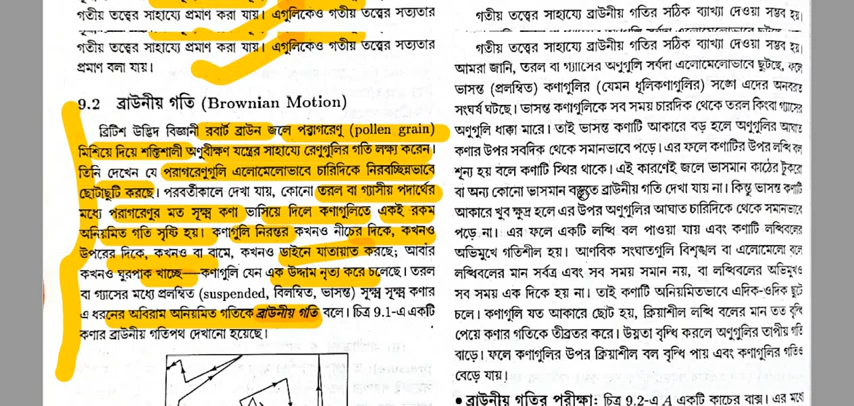 গতীয় তত্ত্বের সাহায্যে প্রমাণ করা যায়। এগুলিকেও গতীয় তত্ত্বের সত্যতার
প্রমাণ বলা যায়।
9.2 ব্রাউনীয় গতি (Brownian Motion)
ব্রিটিশ উদ্ভিদ বিজ্ঞানী রবার্ট ব্রাউন জলে পরাগরেণু (pollen grain)
মিশিয়ে দিয়ে শক্তিশালী অণুবীক্ষণ যন্ত্রের সাহায্যে রেণুগুলির গতি লক্ষ্য করেন।
তিনি দেখেন যে পরাগরেণুগুলি এলোমেলোভাবে চারিদিকে নিরবচ্ছিন্নভাবে
ছোটাছুটি করছে। পরবর্তীকালে দেখা যায়, কোনো তরল বা গ্যাসীয় পদার্থের
মধ্যে পরাগরেণুর মত সূক্ষ্ম কণা ভাসিয়ে দিলে কণাগুলিতে একই রকম
অনিয়মিত গতি সৃষ্টি হয়। কণাগুলি নিরন্তর কখনও নীচের দিকে, কখনও
উপরের দিকে, কখনও বা বামে, কখনও ডাইনে যাতায়াত করছে; আবার
কখনও ঘুরপাক খাচ্ছে—কণাগুলি যেন এক উদ্দাম নৃত্য করে চলেছে। তরল
বা গ্যাসের মধ্যে প্রলম্বিত (suspended, বিলম্বিত, ভাসন্ত) সূক্ষ্ম সূক্ষ্ম কণার
এ ধরনের অবিরাম অনিয়মিত গতিকে ব্রাউনীয় গতি বলে। চিত্র 9.1-এ একটি
কণার ব্রাউনীয় গতিপথ দেখানো হয়েছে।
গতীয় তত্ত্বের সাহায্যে ব্রাউনীয় গতির সঠিক ব্যাখ্যা দেওয়া সম্ভব হয়।
গতীয় তত্ত্বের সাহায্যে ব্রাউনীয় গতির সঠিক ব্যাখ্যা দেওয়া সম্ভব হয়।
আমরা জানি, তরল বা গ্যাসের অণুগুলি সর্বদা এলোমেলোভাবে ছুটছে, ফলে
ভাসন্ত (প্রলম্বিত) কণাগুলির (যেমন ধূলিকণাগুলির) সঙ্গে এদের অনবরত
সংঘর্ষ ঘটছে। ভাসন্ত কণাগুলিকে সব সময় চারদিক থেকে তরল কিংবা গ্যাসের
অণুগুলি ধাক্কা মারে। তাই ভাসন্ত কণাটি আকারে বড় হলে অণুগুলির আঘাত
কণার উপর সবদিক থেকে সমানভাবে পড়ে। এর ফলে কণাটির উপর লব্ধি বল
শূন্য হয় বলে কণাটি স্থির থাকে। এই কারণেই জলে ভাসমান কাঠের টুকরো
বা অন্য কোনো ভাসমান বস্তুতে ব্রাউনীয় গতি দেখা যায় না। কিন্তু ভাসন্ত কণাটি
আকারে খুব ক্ষুদ্র হলে এর উপর অণুগুলির আঘাত চারিদিকে থেকে সমানভাবে
পড়ে না। এর ফলে একটি লব্ধি বল পাওয়া যায় এবং কণাটি লব্ধিবলের
অভিমুখে গতিশীল হয়। আণবিক সংঘাতগুলি বিশৃঙ্খল বা এলোমেলো বলে
লব্ধিবলের মান সর্বত্র এবং সব সময় সমান নয়, বা লব্ধিবলের অভিমুখও
সব সময় এক দিকে হয় না। তাই কণাটি অনিয়মিতভাবে এদিক-ওদিক ছুটে
চলে। কণাগুলি যত আকারে ছোট হয়, ক্রিয়াশীল লব্ধি বলের মান তত বৃদ্ধি
পেয়ে কণার গতিকে তীব্রতর করে। উষ্ণতা বৃদ্ধি করলে অণুগুলির তাপীয় গতি
বাড়ে। ফলে কণাগুলির উপর ক্রিয়াশীল বল বৃদ্ধি পায় এবং কণাগুলির গতিও
বেড়ে যায়।
• ব্রাউনীয় গতির পরীক্ষা: চিত্র 9.2-এ A একটি কাচের বাক্স। এর মধ্যে